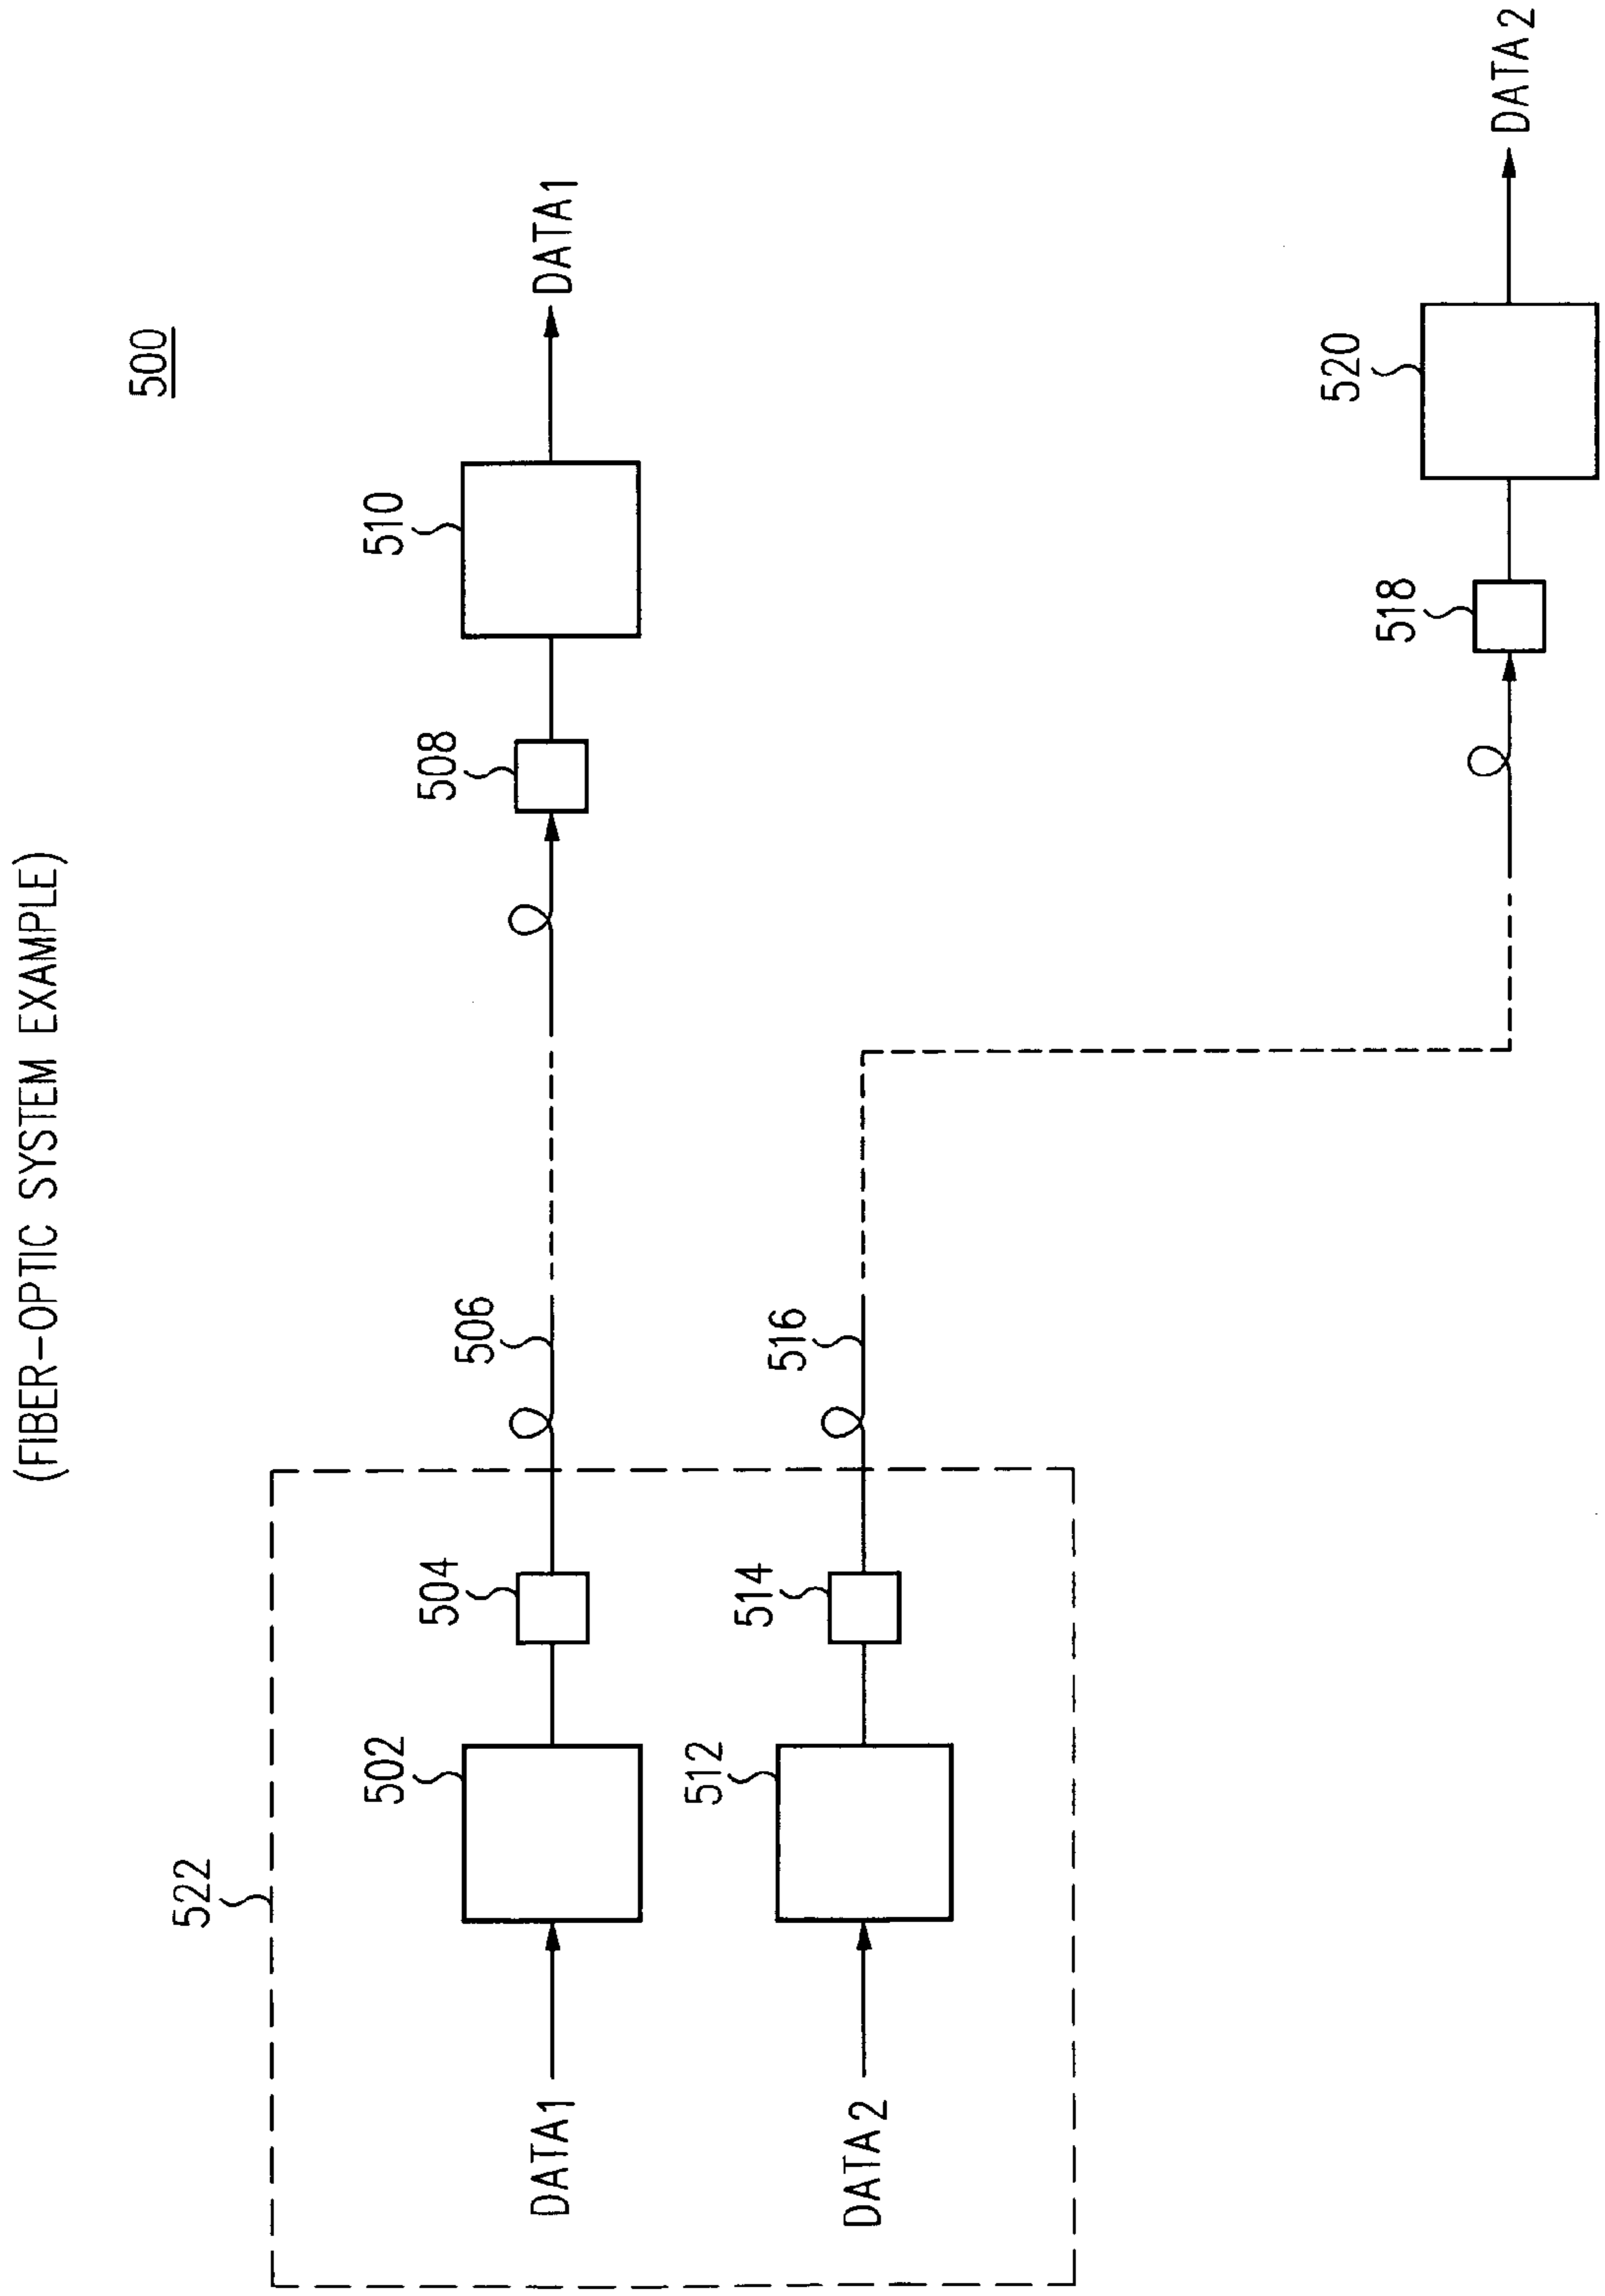 (FIBER-OPTIC SYSTEM EXAMPLE)
500
522
502
504
506
508
510
DATA1
DATA1
512
514
516
518
520
DATA2
DATA2